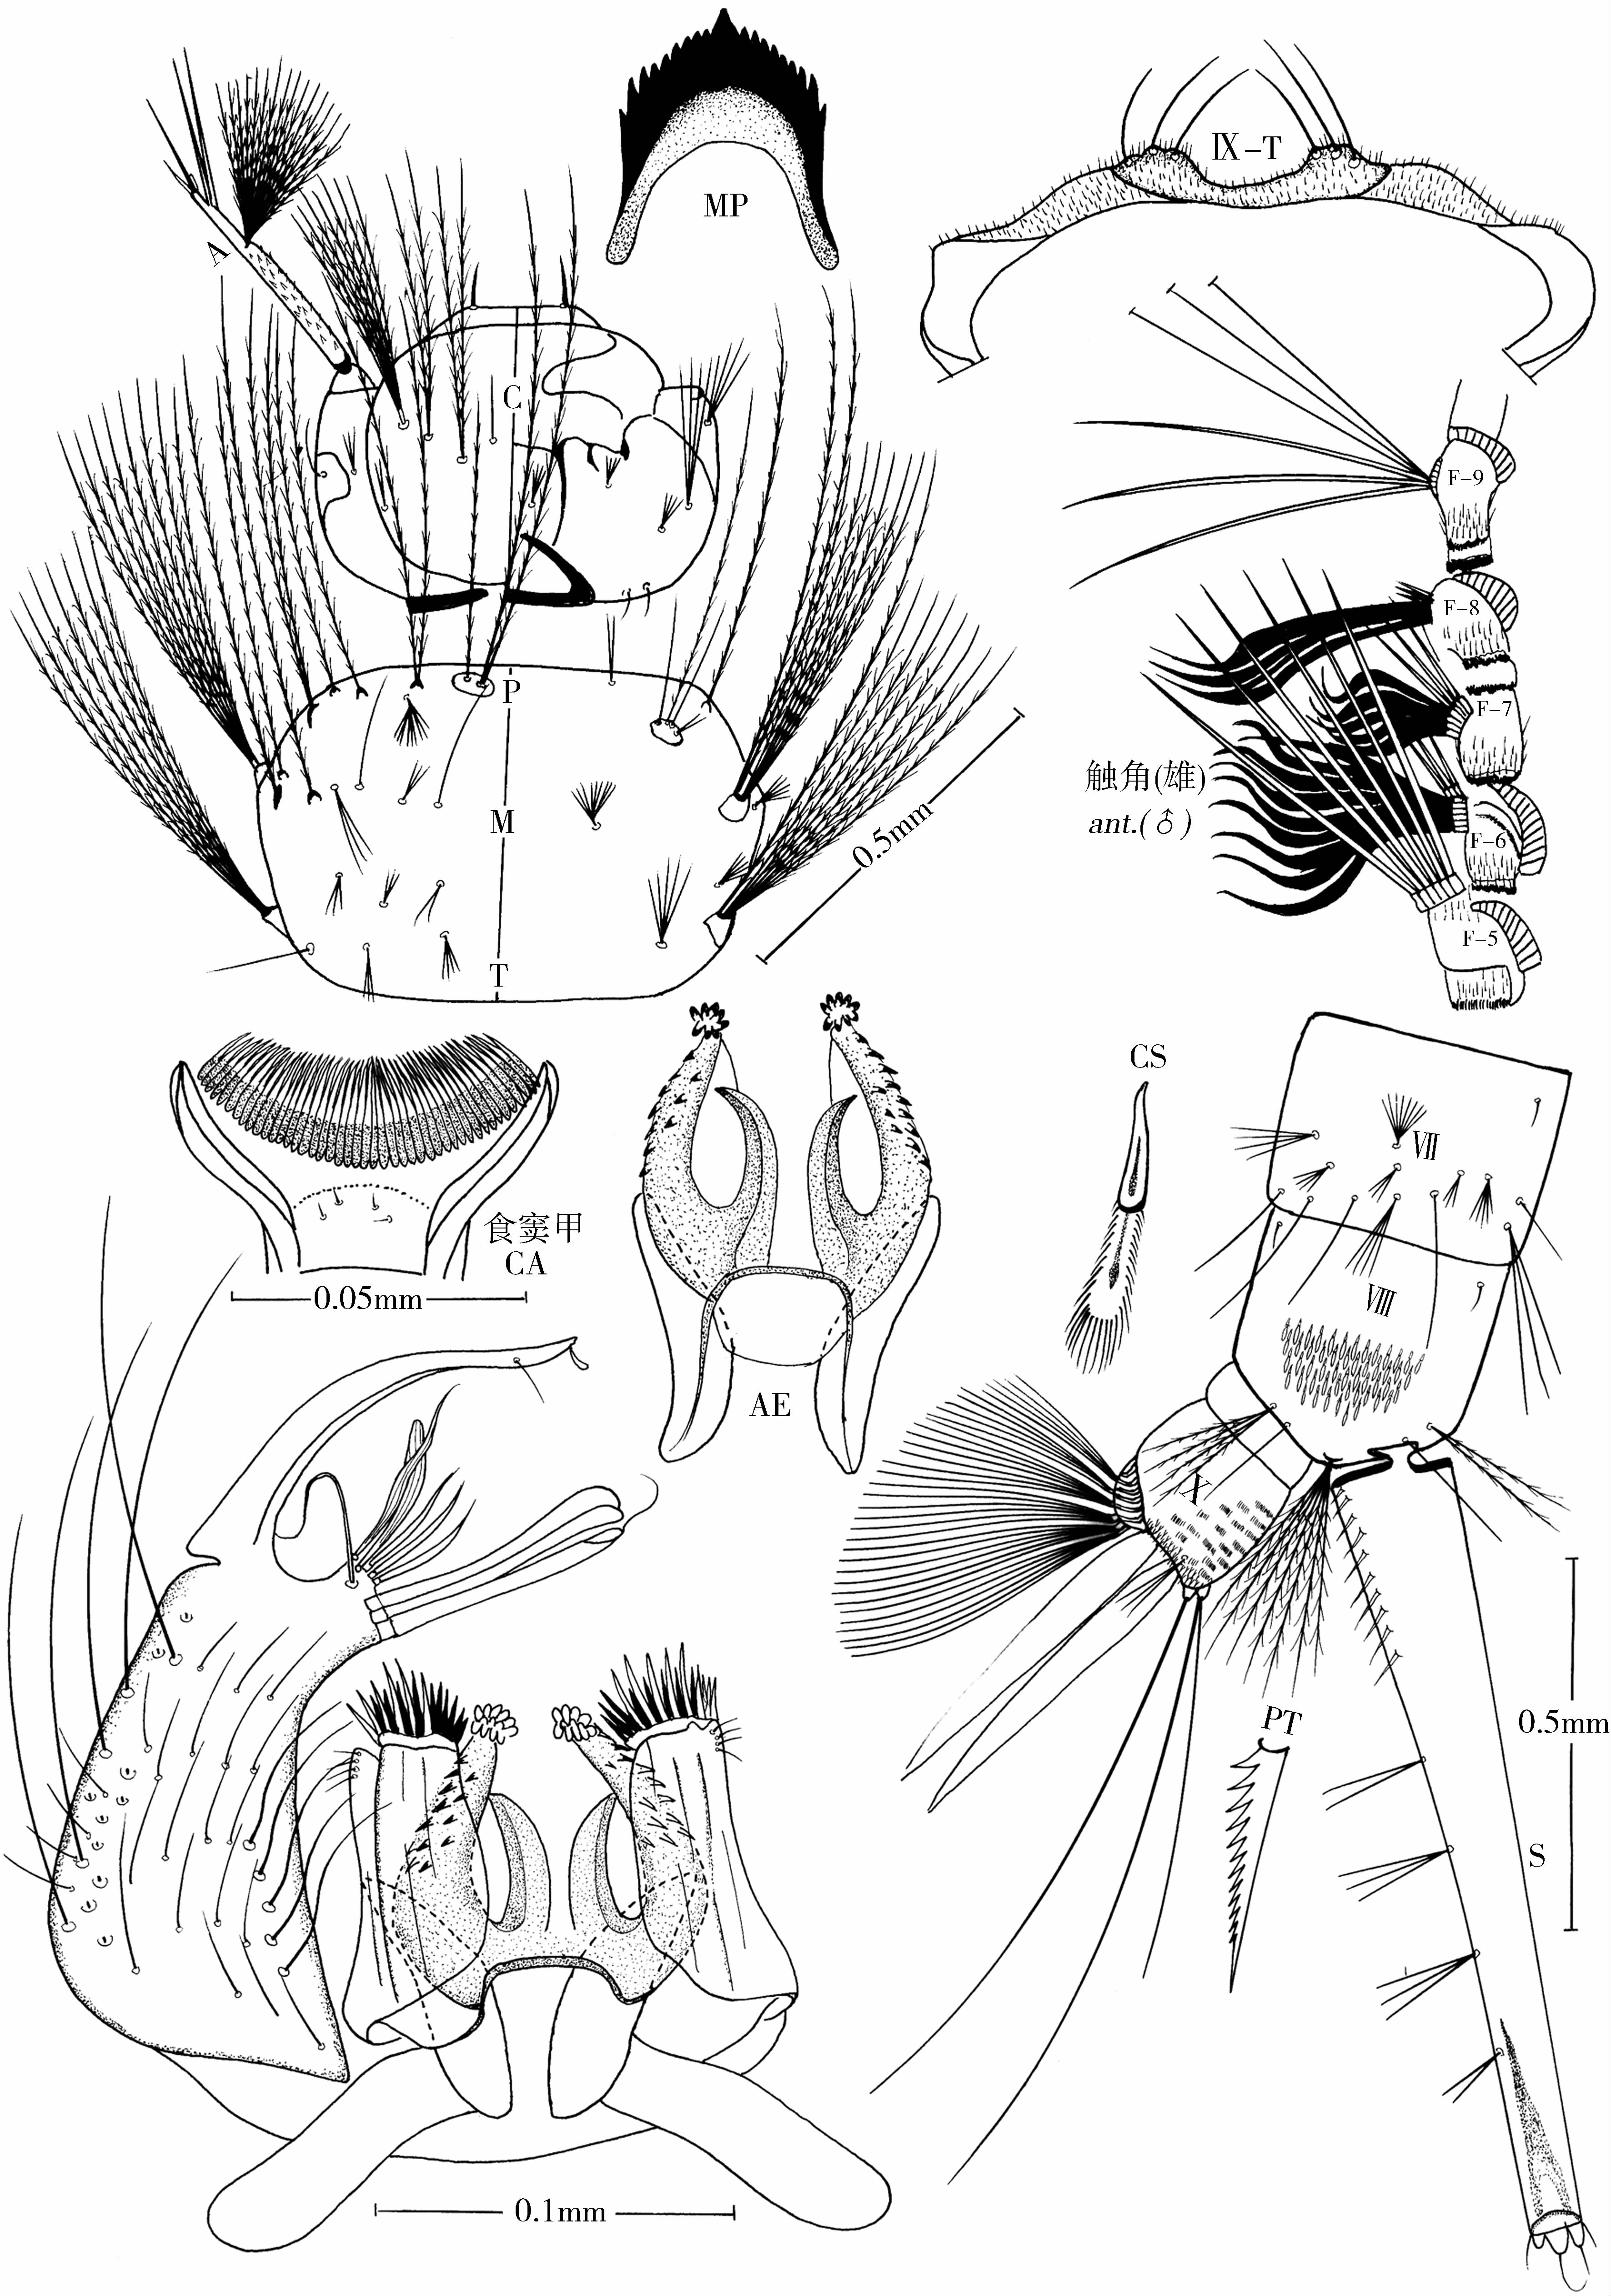 MP
IX-T
A
C
F-9
F-8
P
F-7
触角(雄)
ant.(♂)
M
0.5mm
F-6
F-5
T
CS
VII
食窦甲
CA
0.05mm
VIII
AE
X
PT
0.5mm
S
0.1mm